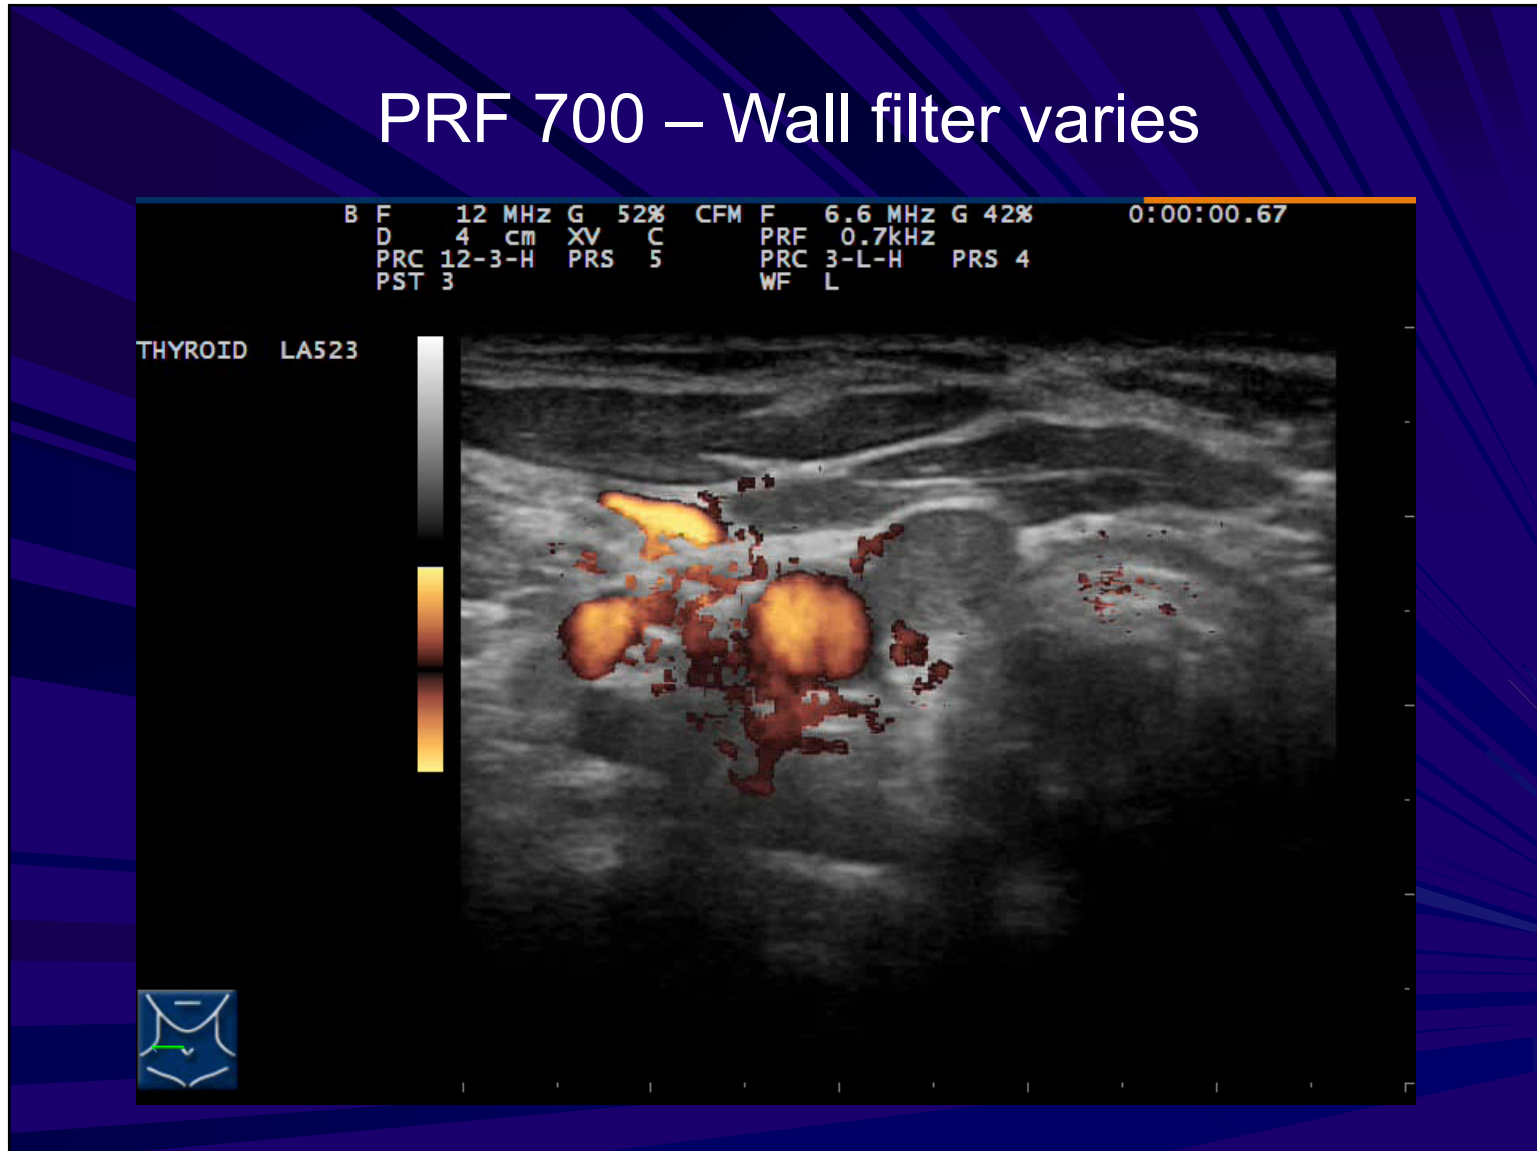 PRF 700 – Wall filter varies
B F 12 MHz G 52% CFM F 6.6 MHz G 42% 0:00:00.67
D 4 cm XV C PRF 0.7kHz
PRC 12-3-H PRS 5 PRC 3-L-H PRS 4
PST 3 WF L
THYROID LA523